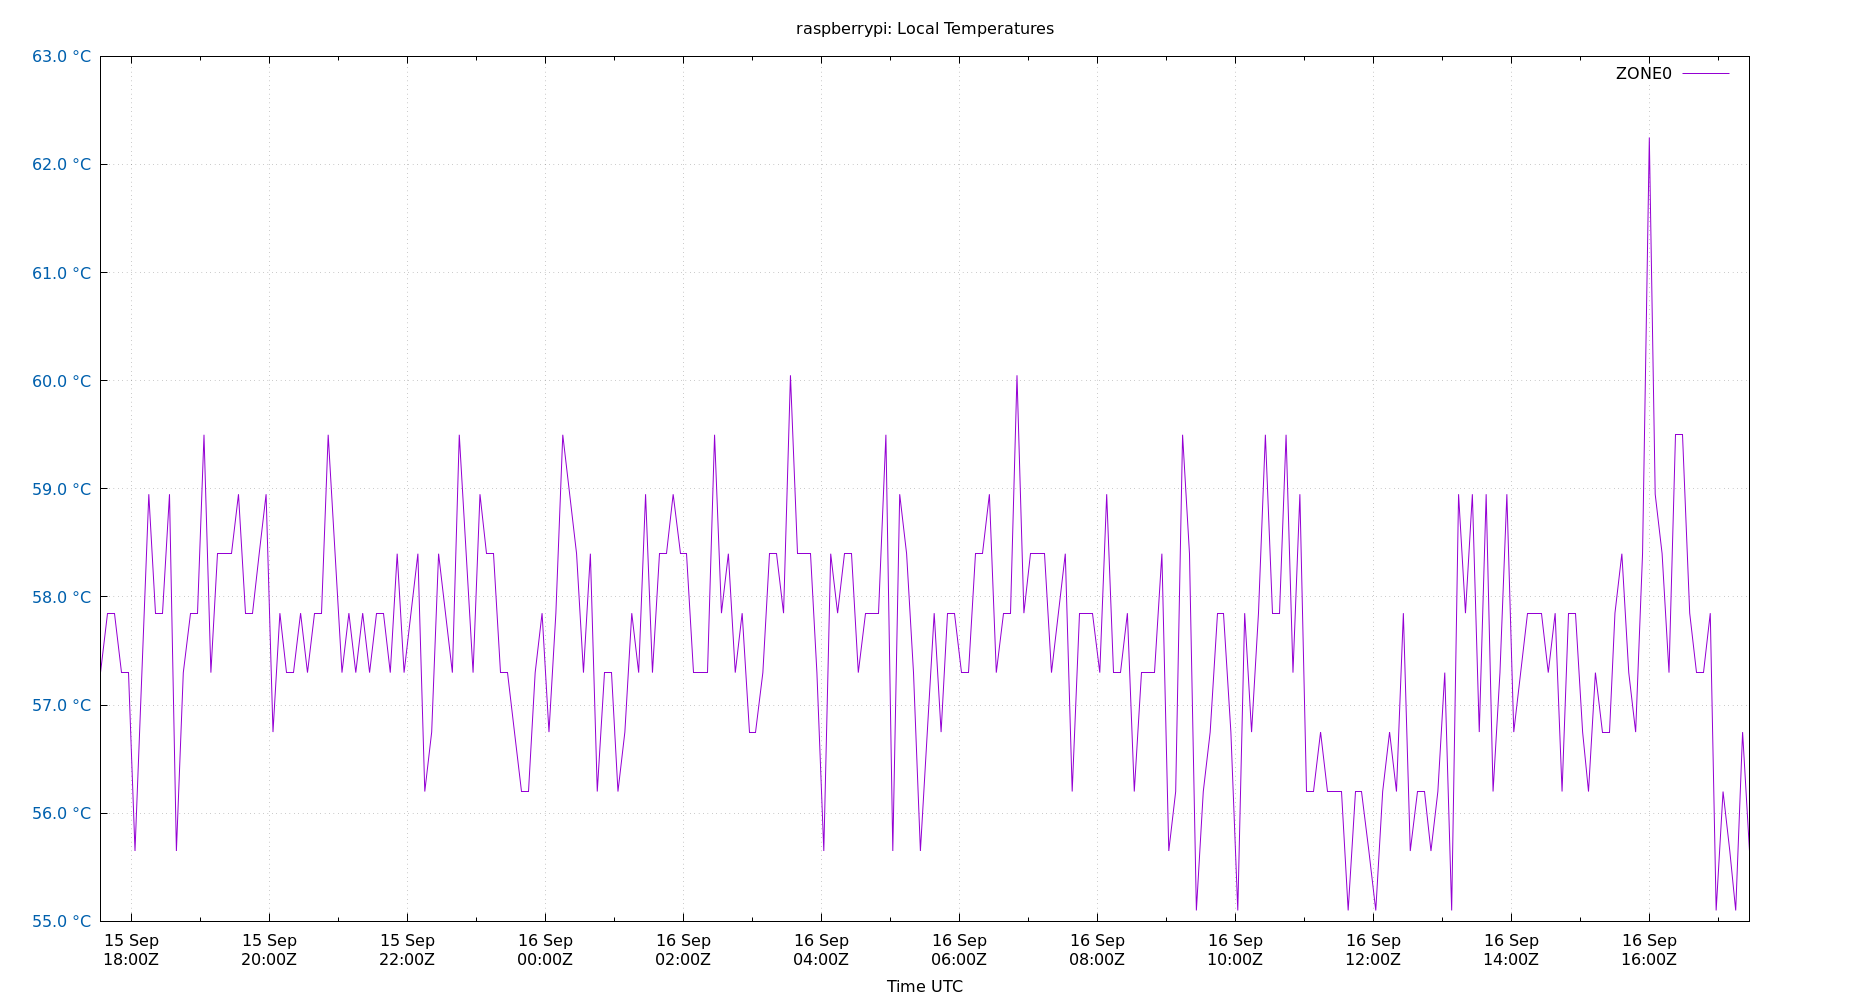 raspberrypi: Local Temperatures
63.0 °C
ZONE0
62.0 °C
61.0 °C
60.0 °C
59.0 °C
58.0 °C
57.0 °C
56.0 °C
55.0 °C
15 Sep 15 Sep 15 Sep 16 Sep 16 Sep 16 Sep 16 Sep 16 Sep 16 Sep 16 Sep 16 Sep 16 Sep
18:00Z 20:00Z 22:00Z 00:00Z 02:00Z 04:00Z 06:00Z 08:00Z 10:00Z 12:00Z 14:00Z 16:00Z
Time UTC